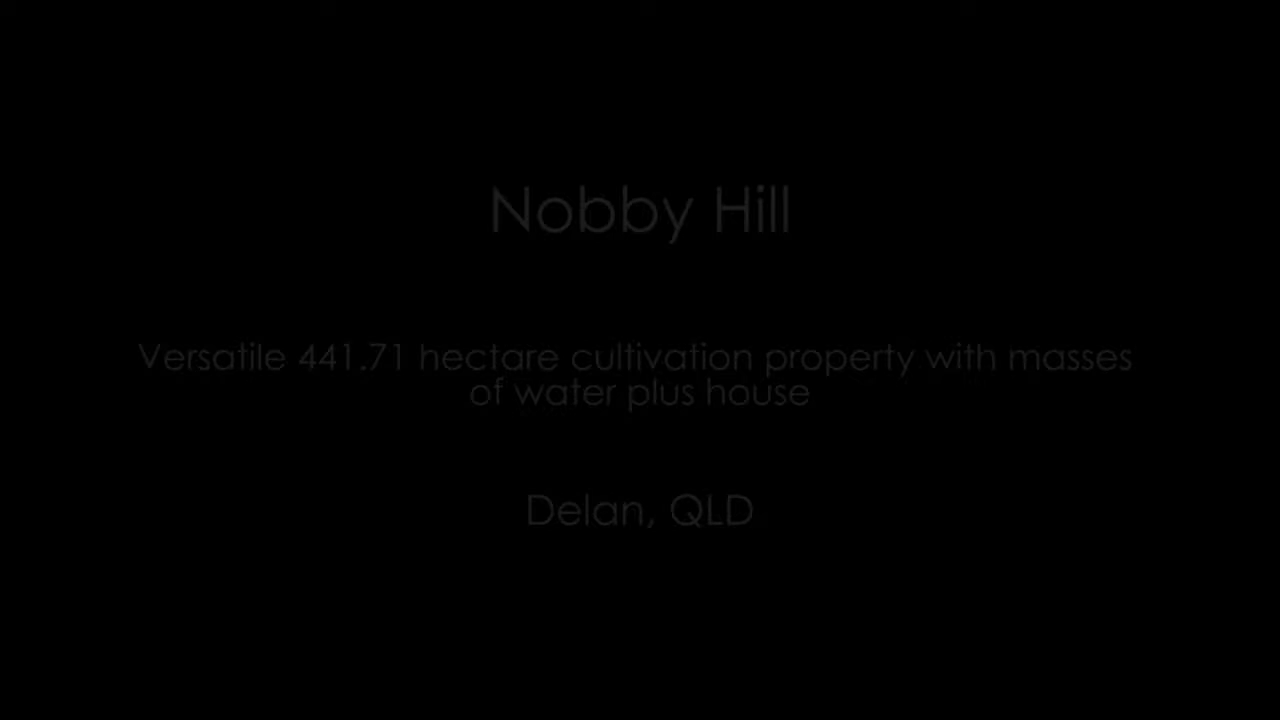 Nobby Hill
Versatile 441.71 hectare cultivation property with masses
of water plus house
Delan, QLD